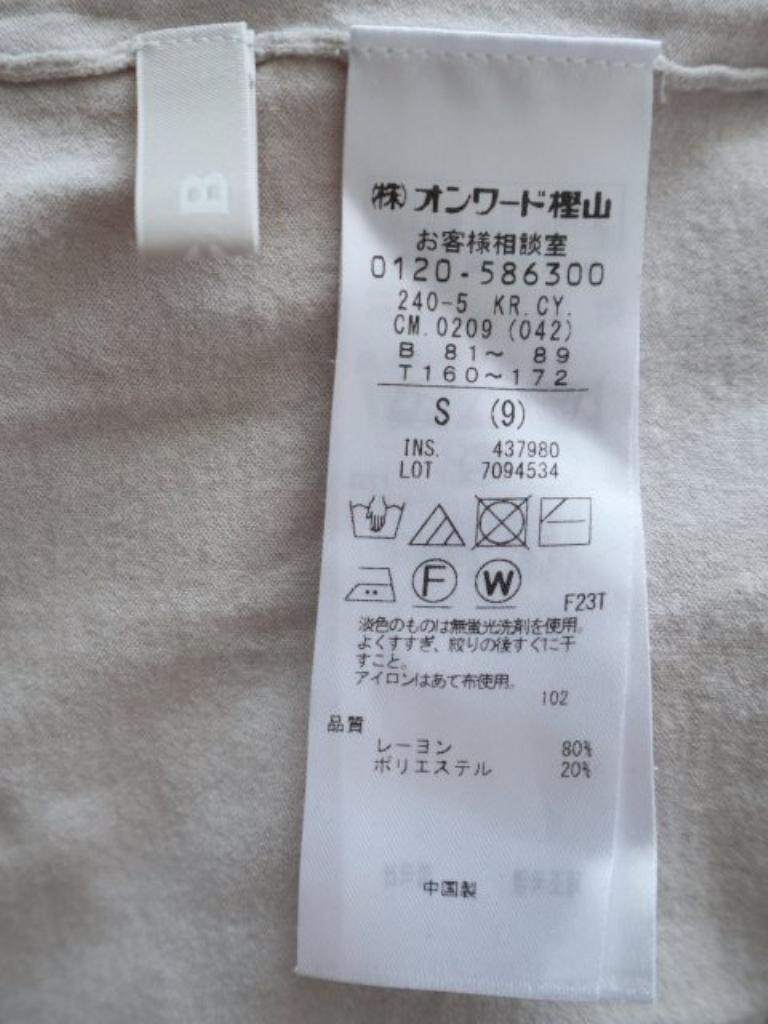 B
(株)オンワード樫山
お客様相談室
0120-586300
240-5 KR.CY.
CM.0209 (042)
B 81～ 89
T160～172
S (9)
INS. 437980
LOT 7094534
F W F23T
淡色のものは無蛍光洗剤を使用。
よくすすぎ、絞りの後すぐに干
すこと。
アイロンはあて布使用。
102
品質
レーヨン 80%
ポリエステル 20%
中国製